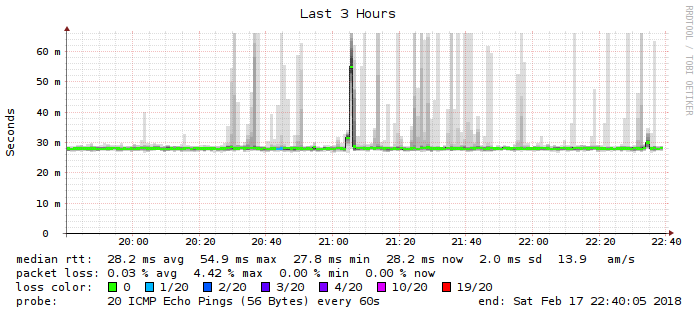 Last 3 Hours
RRDTOOL / TOBI OETIKER
Seconds
60 m
50 m
40 m
30 m
20 m
10 m
0
20:00 20:20 20:40 21:00 21:20 21:40 22:00 22:20 22:40
median rtt: 28.2 ms avg 54.9 ms max 27.8 ms min 28.2 ms now 2.0 ms sd 13.9 am/s
packet loss: 0.03 % avg 4.42 % max 0.00 % min 0.00 % now
loss color: 0 1/20 2/20 3/20 4/20 10/20 19/20
probe: 20 ICMP Echo Pings (56 Bytes) every 60s end: Sat Feb 17 22:40:05 2018